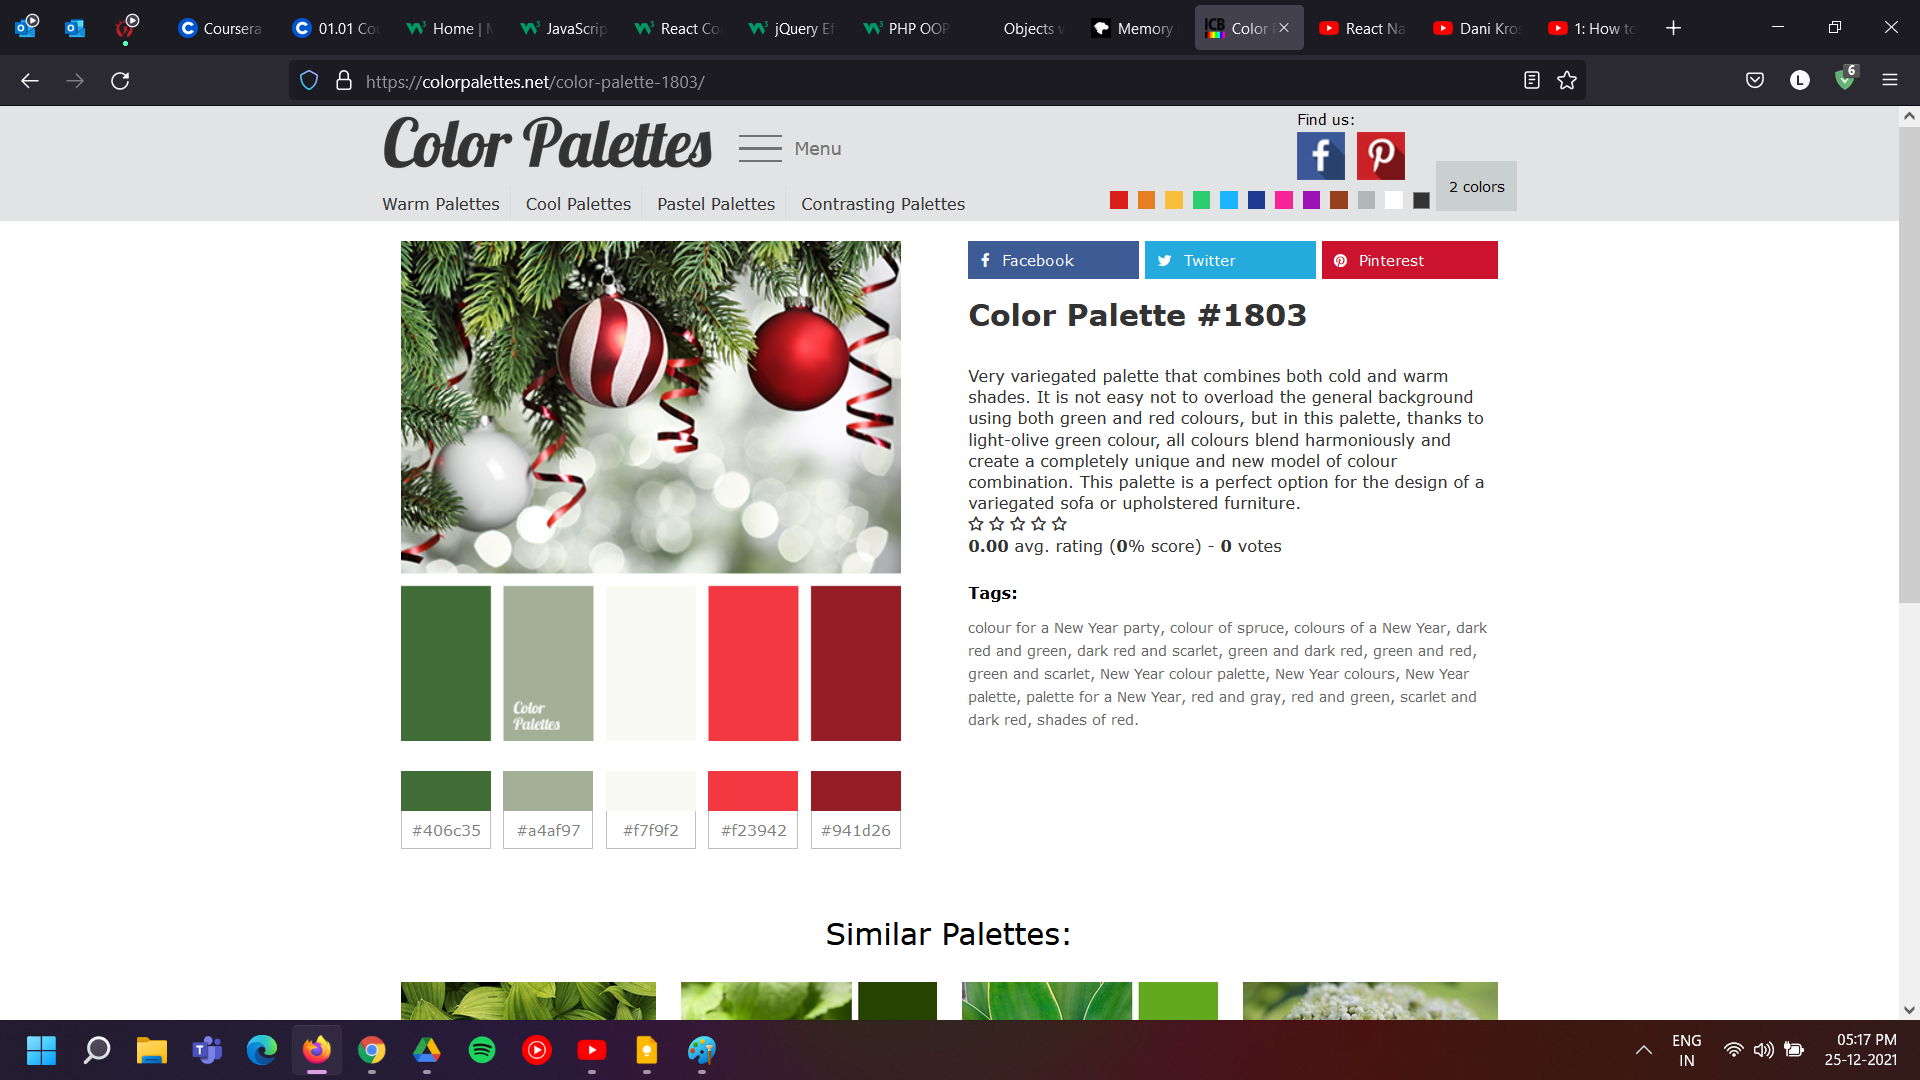 Coursera
01.01 Co
Home | M
JavaScrip
React Co
jQuery Ef
PHP OOP
Objects v
Memory
Color
React Na
Dani Kro
1: How to
https://colorpalettes.net/color-palette-1803/
L
6
Color Palettes
Menu
Find us:
2 colors
Warm Palettes
Cool Palettes
Pastel Palettes
Contrasting Palettes
Facebook
Twitter
Pinterest
Color Palette #1803
Very variegated palette that combines both cold and warm
shades. It is not easy not to overload the general background
using both green and red colours, but in this palette, thanks to
light-olive green colour, all colours blend harmoniously and
create a completely unique and new model of colour
combination. This palette is a perfect option for the design of a
variegated sofa or upholstered furniture.
0.00 avg. rating (0% score) - 0 votes
Tags:
colour for a New Year party, colour of spruce, colours of a New Year, dark
red and green, dark red and scarlet, green and dark red, green and red,
green and scarlet, New Year colour palette, New Year colours, New Year
palette, palette for a New Year, red and gray, red and green, scarlet and
dark red, shades of red.
Color
Palettes
#406c35
#a4af97
#f7f9f2
#f23942
#941d26
Similar Palettes:
ENG
IN
05:17 PM
25-12-2021